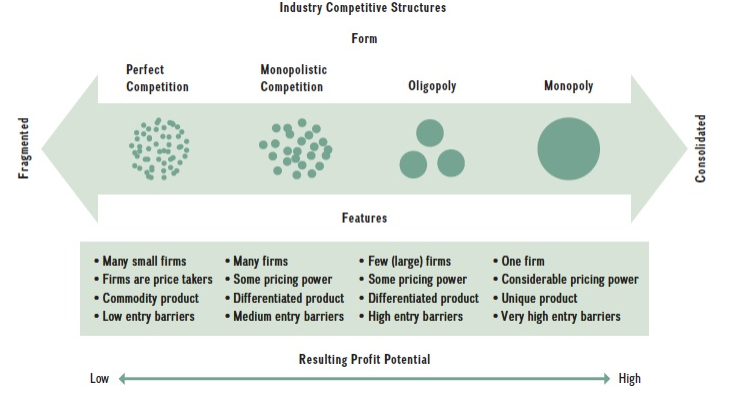 Industry Competitive Structures
Form
Perfect
Competition
Monopolistic
Competition
Oligopoly
Monopoly
Fragmented
Consolidated
Features
• Many small firms
• Firms are price takers
• Commodity product
• Low entry barriers
• Many firms
• Some pricing power
• Differentiated product
• Medium entry barriers
• Few (large) firms
• Some pricing power
• Differentiated product
• High entry barriers
• One firm
• Considerable pricing power
• Unique product
• Very high entry barriers
Resulting Profit Potential
Low
High